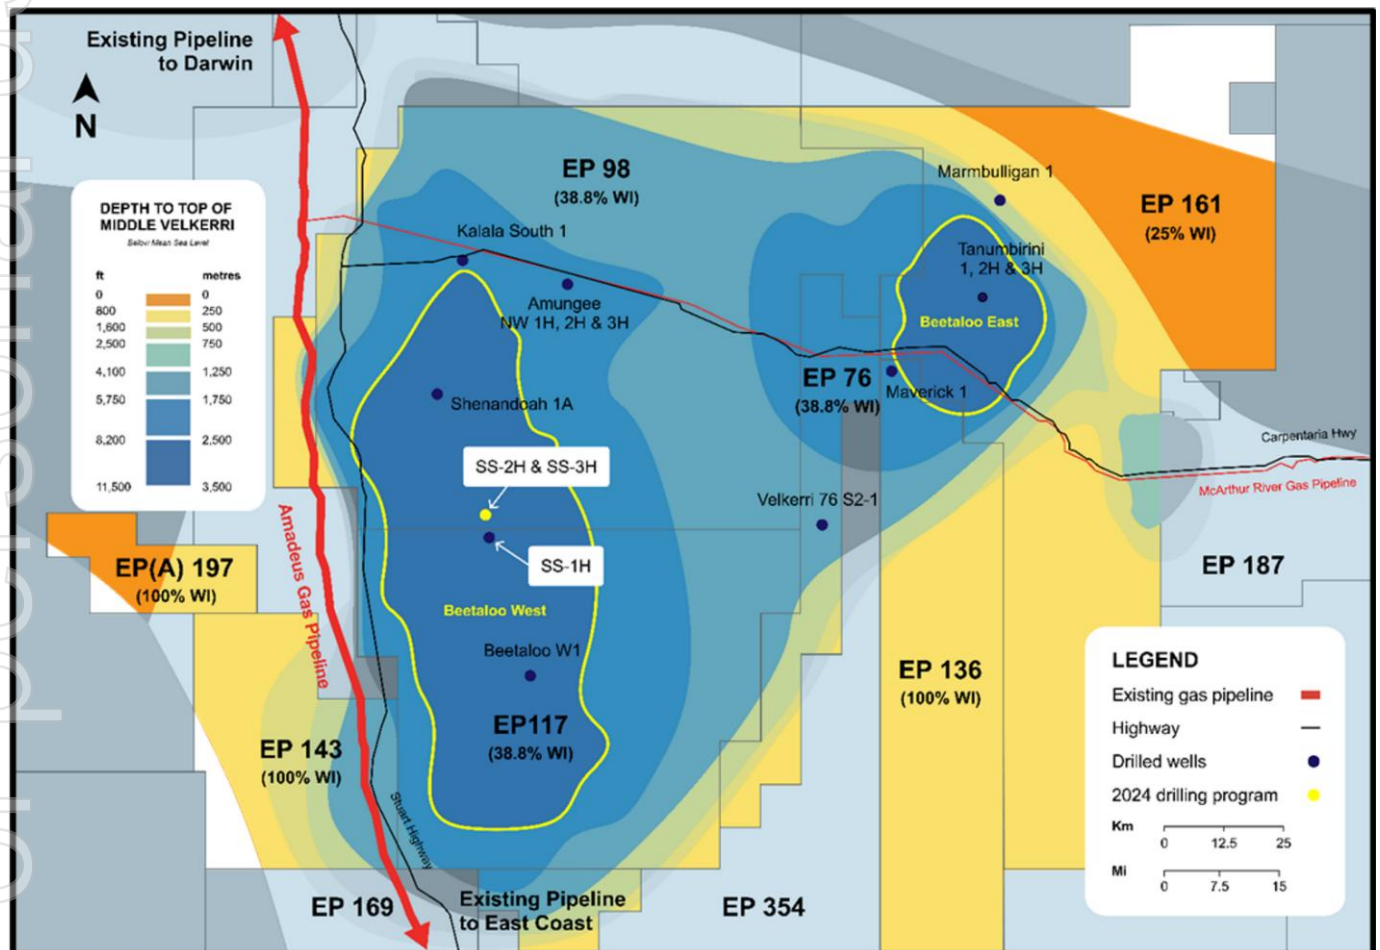 Existing Pipeline
to Darwin
N
DEPTH TO TOP OF
MIDDLE VELKERRI
Below Mean Sea Level
ft metres
0 0
800 250
1,600 500
2,500 750
4,100 1,250
5,750 1,750
8,200 2,500
11,500 3,500
EP 98
(38.8% WI)
Marmbulligan 1
EP 161
(25% WI)
Kalala South 1
Tanumbirini
1, 2H & 3H
Amungee
NW 1H, 2H & 3H
Beetaloo East
EP 76
(38.8% WI)
Maverick 1
Shenandoah 1A
Carpentaria Hwy
McArthur River Gas Pipeline
SS-2H & SS-3H
Velkerri 76 S2-1
SS-1H
Amadeus Gas Pipeline
EP(A) 197
(100% WI)
EP 187
Beetaloo West
Beetaloo W1
EP 136
(100% WI)
EP117
(38.8% WI)
EP 143
(100% WI)
Stuart Highway
LEGEND
Existing gas pipeline
Highway
Drilled wells
2024 drilling program
Km
0 12.5 25
Mi
0 7.5 15
EP 169
Existing Pipeline
to East Coast
EP 354